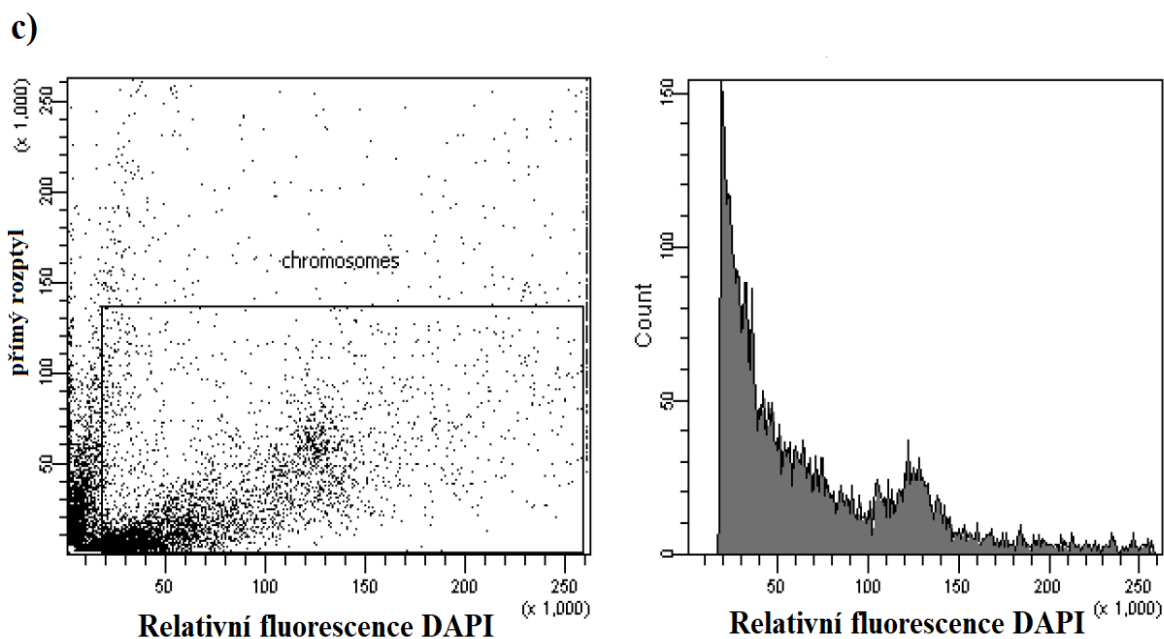 c)
přímý rozptyl
(x 1,000)
50
100
150
200
250
chromosomes
50
100
150
200
250
(x 1,000)
Relativní fluorescence DAPI
Count
0
50
100
150
50
100
150
200
250
(x 1,000)
Relativní fluorescence DAPI